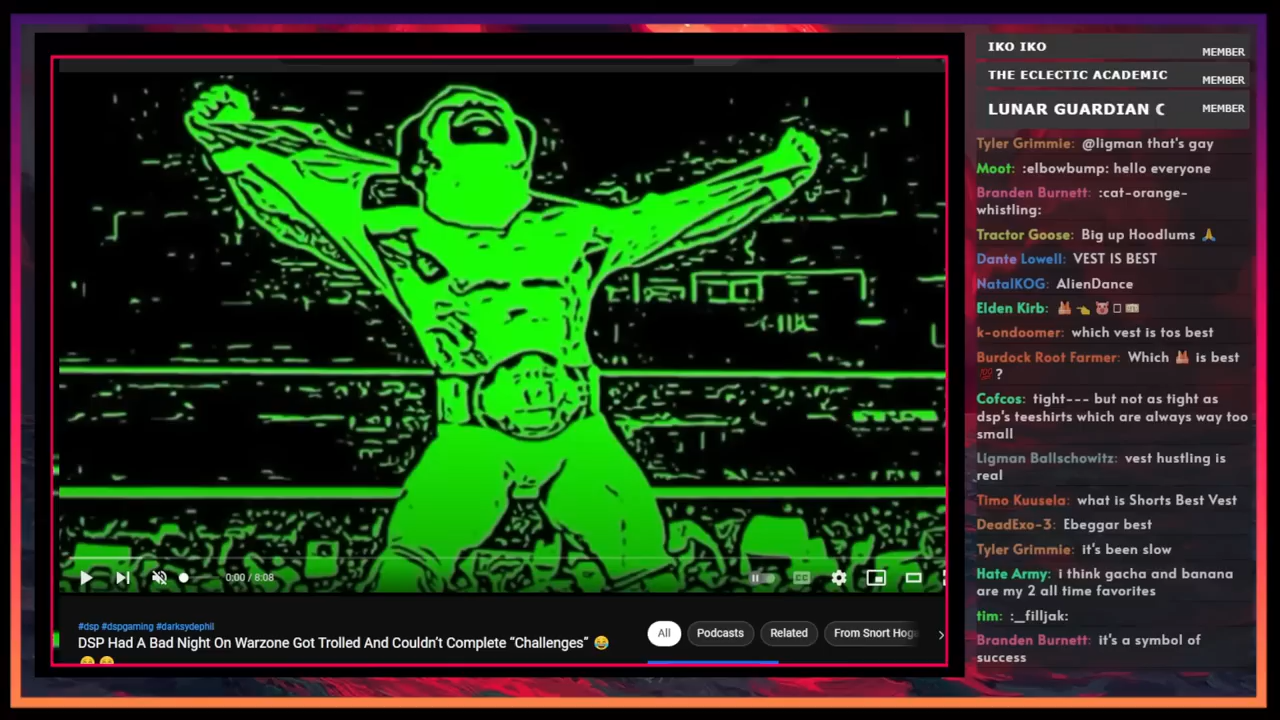 IKO IKO MEMBER
THE ECLECTIC ACADEMIC MEMBER
LUNAR GUARDIAN C MEMBER
Tyler Grimmie: @ligman that's gay
Moot: :elbowbump: hello everyone
Branden Burnett: :cat-orange-
whistling:
Tractor Goose: Big up Hoodlums 🙏
Dante Lowell: VEST IS BEST
NatalKOG: AlienDance
Elden Kirb:
k-ondoomer: which vest is tos best
Burdock Root Farmer: Which 🦺 is best
💯?
Cofcos: tight--- but not as tight as
dsp's teeshirts which are always way too
small
Ligman Ballschowitz: vest hustling is
real
Timo Kuusela: what is Shorts Best Vest
DeadExo-3: Ebeggar best
Tyler Grimmie: it's been slow
Hate Army: i think gacha and banana
are my 2 all time favorites
tim: :_filljak:
Branden Burnett: it's a symbol of
success
0:00 / 8:08
CC
#dsp #dspgaming #darksydephil
DSP Had A Bad Night On Warzone Got Trolled And Couldn't Complete “Challenges” 😂
All Podcasts Related From Snort Hog